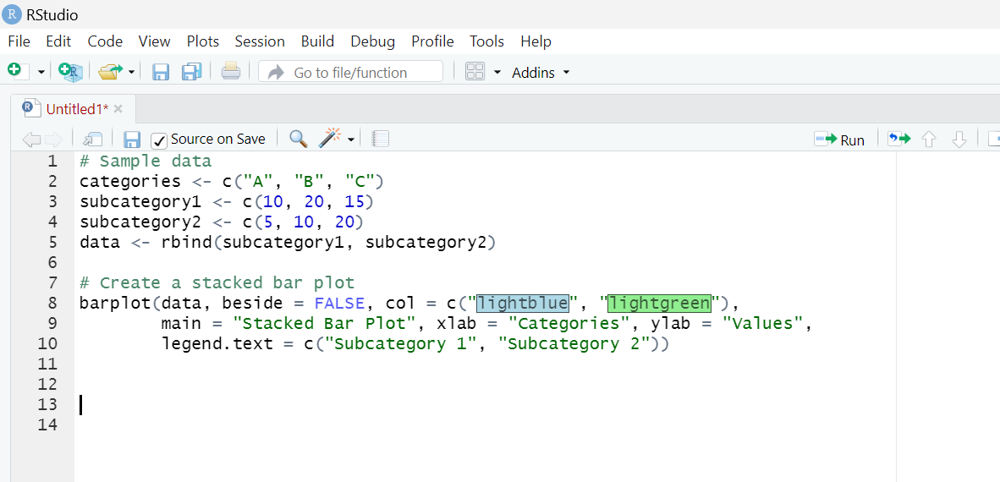 R RStudio
File Edit Code View Plots Session Build Debug Profile Tools Help
R Go to file/function Addins
R Untitled1*
Source on Save Run
1 # Sample data
2 categories <- c("A", "B", "C")
3 subcategory1 <- c(10, 20, 15)
4 subcategory2 <- c(5, 10, 20)
5 data <- rbind(subcategory1, subcategory2)
6
7 # Create a stacked bar plot
8 barplot(data, beside = FALSE, col = c("lightblue", "lightgreen"),
9         main = "Stacked Bar Plot", xlab = "Categories", ylab = "Values",
10         legend.text = c("Subcategory 1", "Subcategory 2"))
11
12
13
14